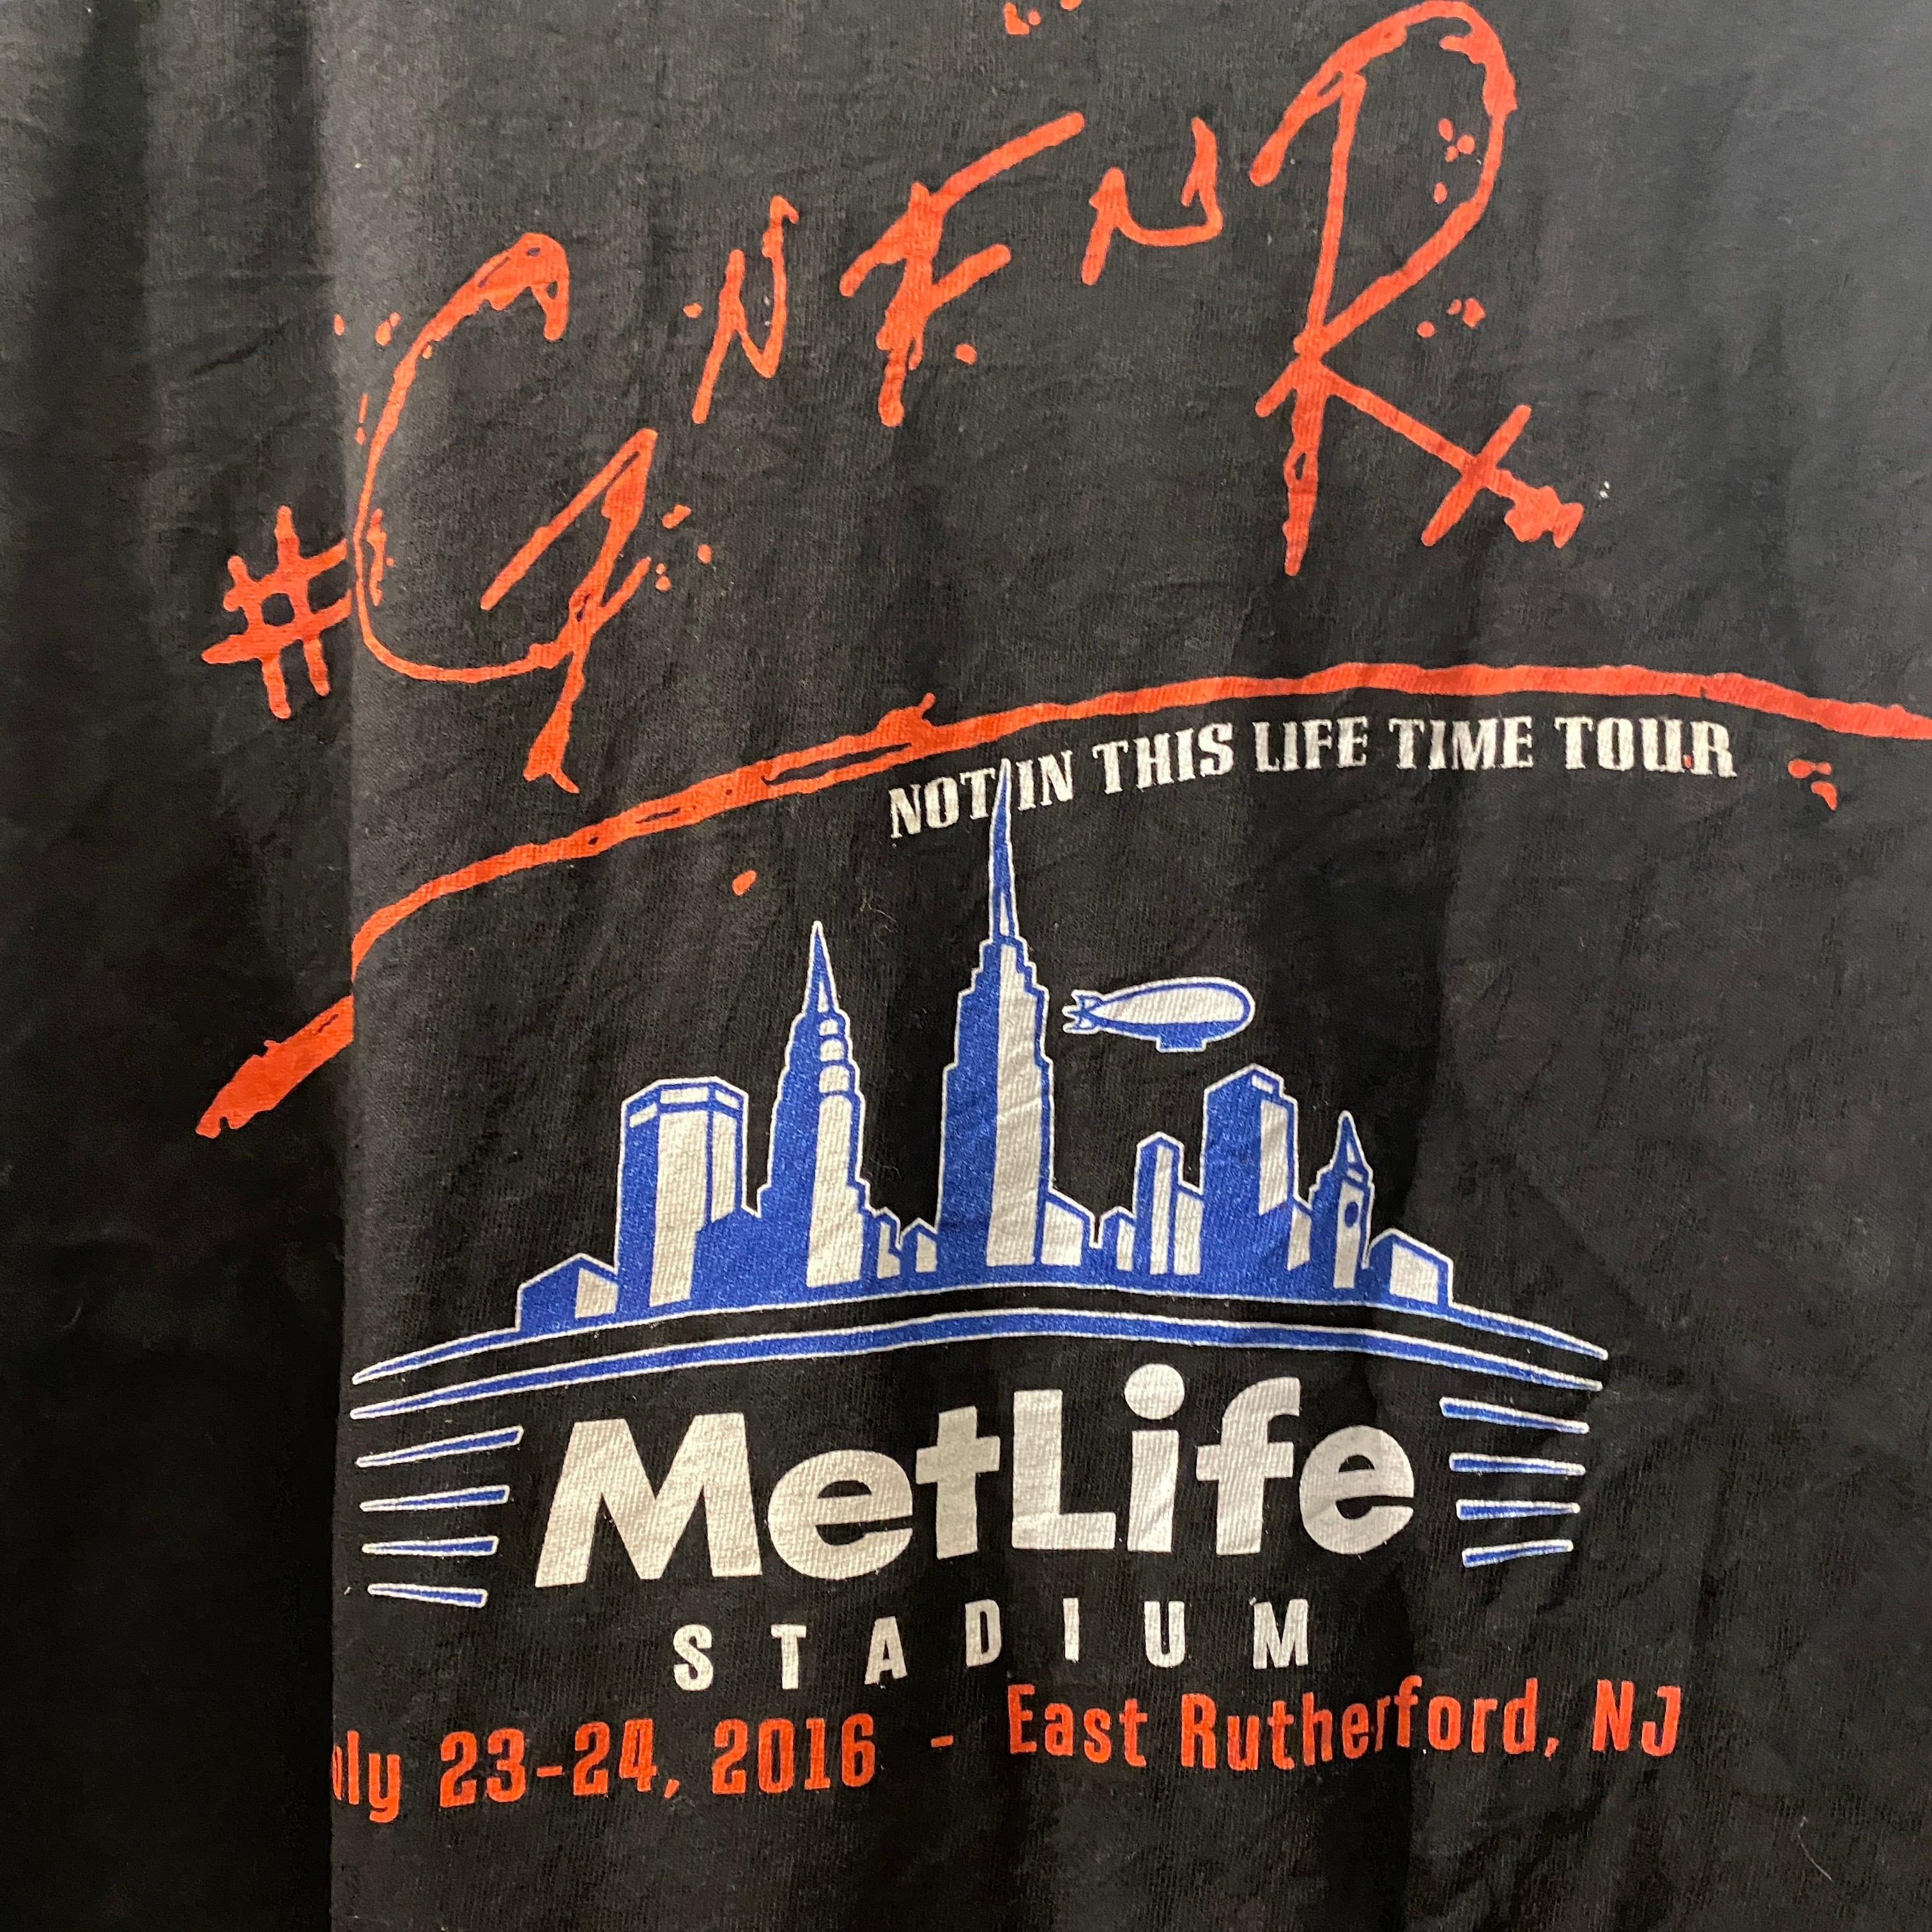 #GNFNR
NOT IN THIS LIFE TIME TOUR
MetLife
STADIUM
uly 23-24, 2016 - East Rutherford, NJ